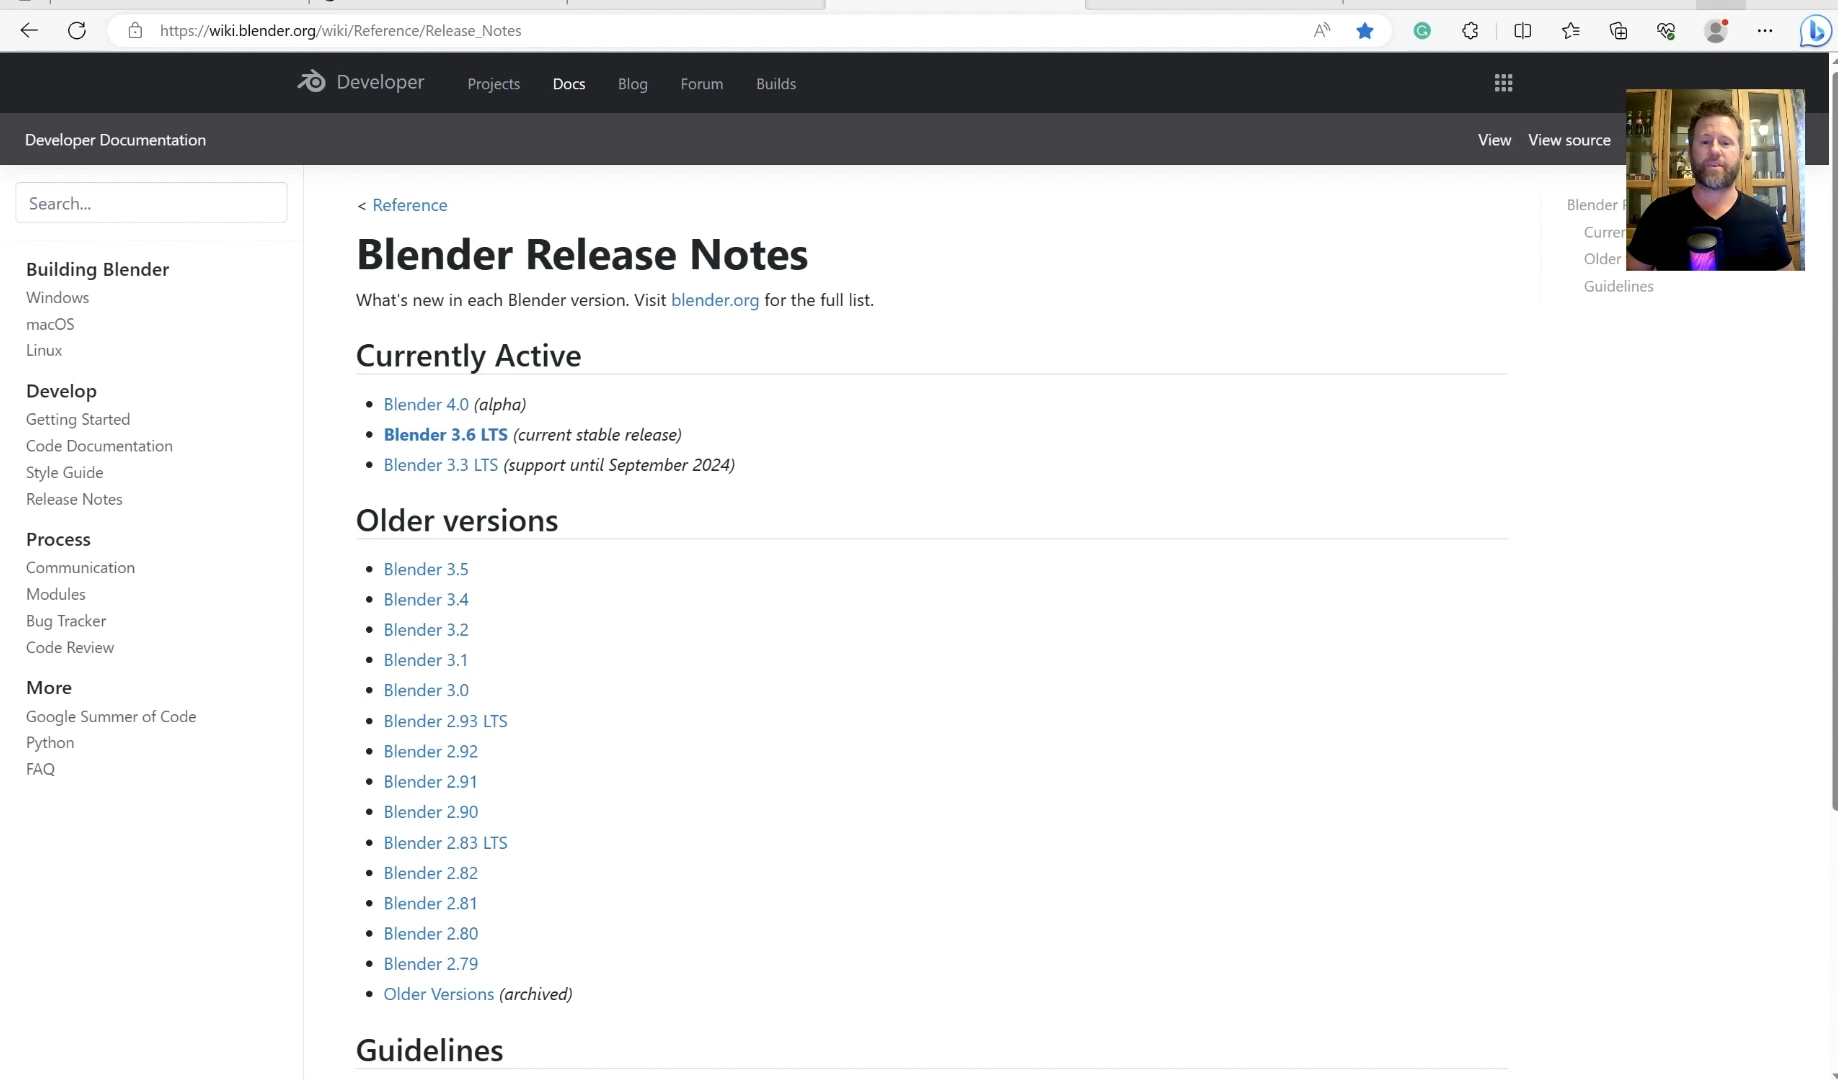 https://wiki.blender.org/wiki/Reference/Release_Notes
Developer
Projects
Docs
Blog
Forum
Builds
Developer Documentation
View
View source
Search...
Building Blender
Windows
macOS
Linux
Develop
Getting Started
Code Documentation
Style Guide
Release Notes
Process
Communication
Modules
Bug Tracker
Code Review
More
Google Summer of Code
Python
FAQ
< Reference
Blender Release Notes
What's new in each Blender version. Visit blender.org for the full list.
Currently Active
Blender 4.0 (alpha)
Blender 3.6 LTS (current stable release)
Blender 3.3 LTS (support until September 2024)
Older versions
Blender 3.5
Blender 3.4
Blender 3.2
Blender 3.1
Blender 3.0
Blender 2.93 LTS
Blender 2.92
Blender 2.91
Blender 2.90
Blender 2.83 LTS
Blender 2.82
Blender 2.81
Blender 2.80
Blender 2.79
Older Versions (archived)
Guidelines
Blender
Older
Guidelines